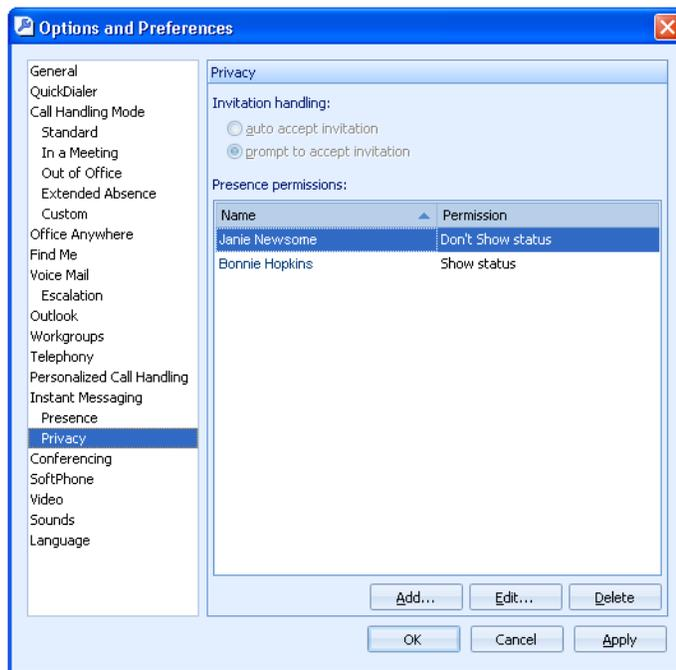 Options and Preferences
General
QuickDialer
Call Handling Mode
Standard
In a Meeting
Out of Office
Extended Absence
Custom
Office Anywhere
Find Me
Voice Mail
Escalation
Outlook
Workgroups
Telephony
Personalized Call Handling
Instant Messaging
Presence
Privacy
Conferencing
SoftPhone
Video
Sounds
Language
Privacy
Invitation handling:
auto accept invitation
prompt to accept invitation
Presence permissions:
Name Permission
Janie Newsome Don't Show status
Bonnie Hopkins Show status
Add... Edit... Delete
OK Cancel Apply